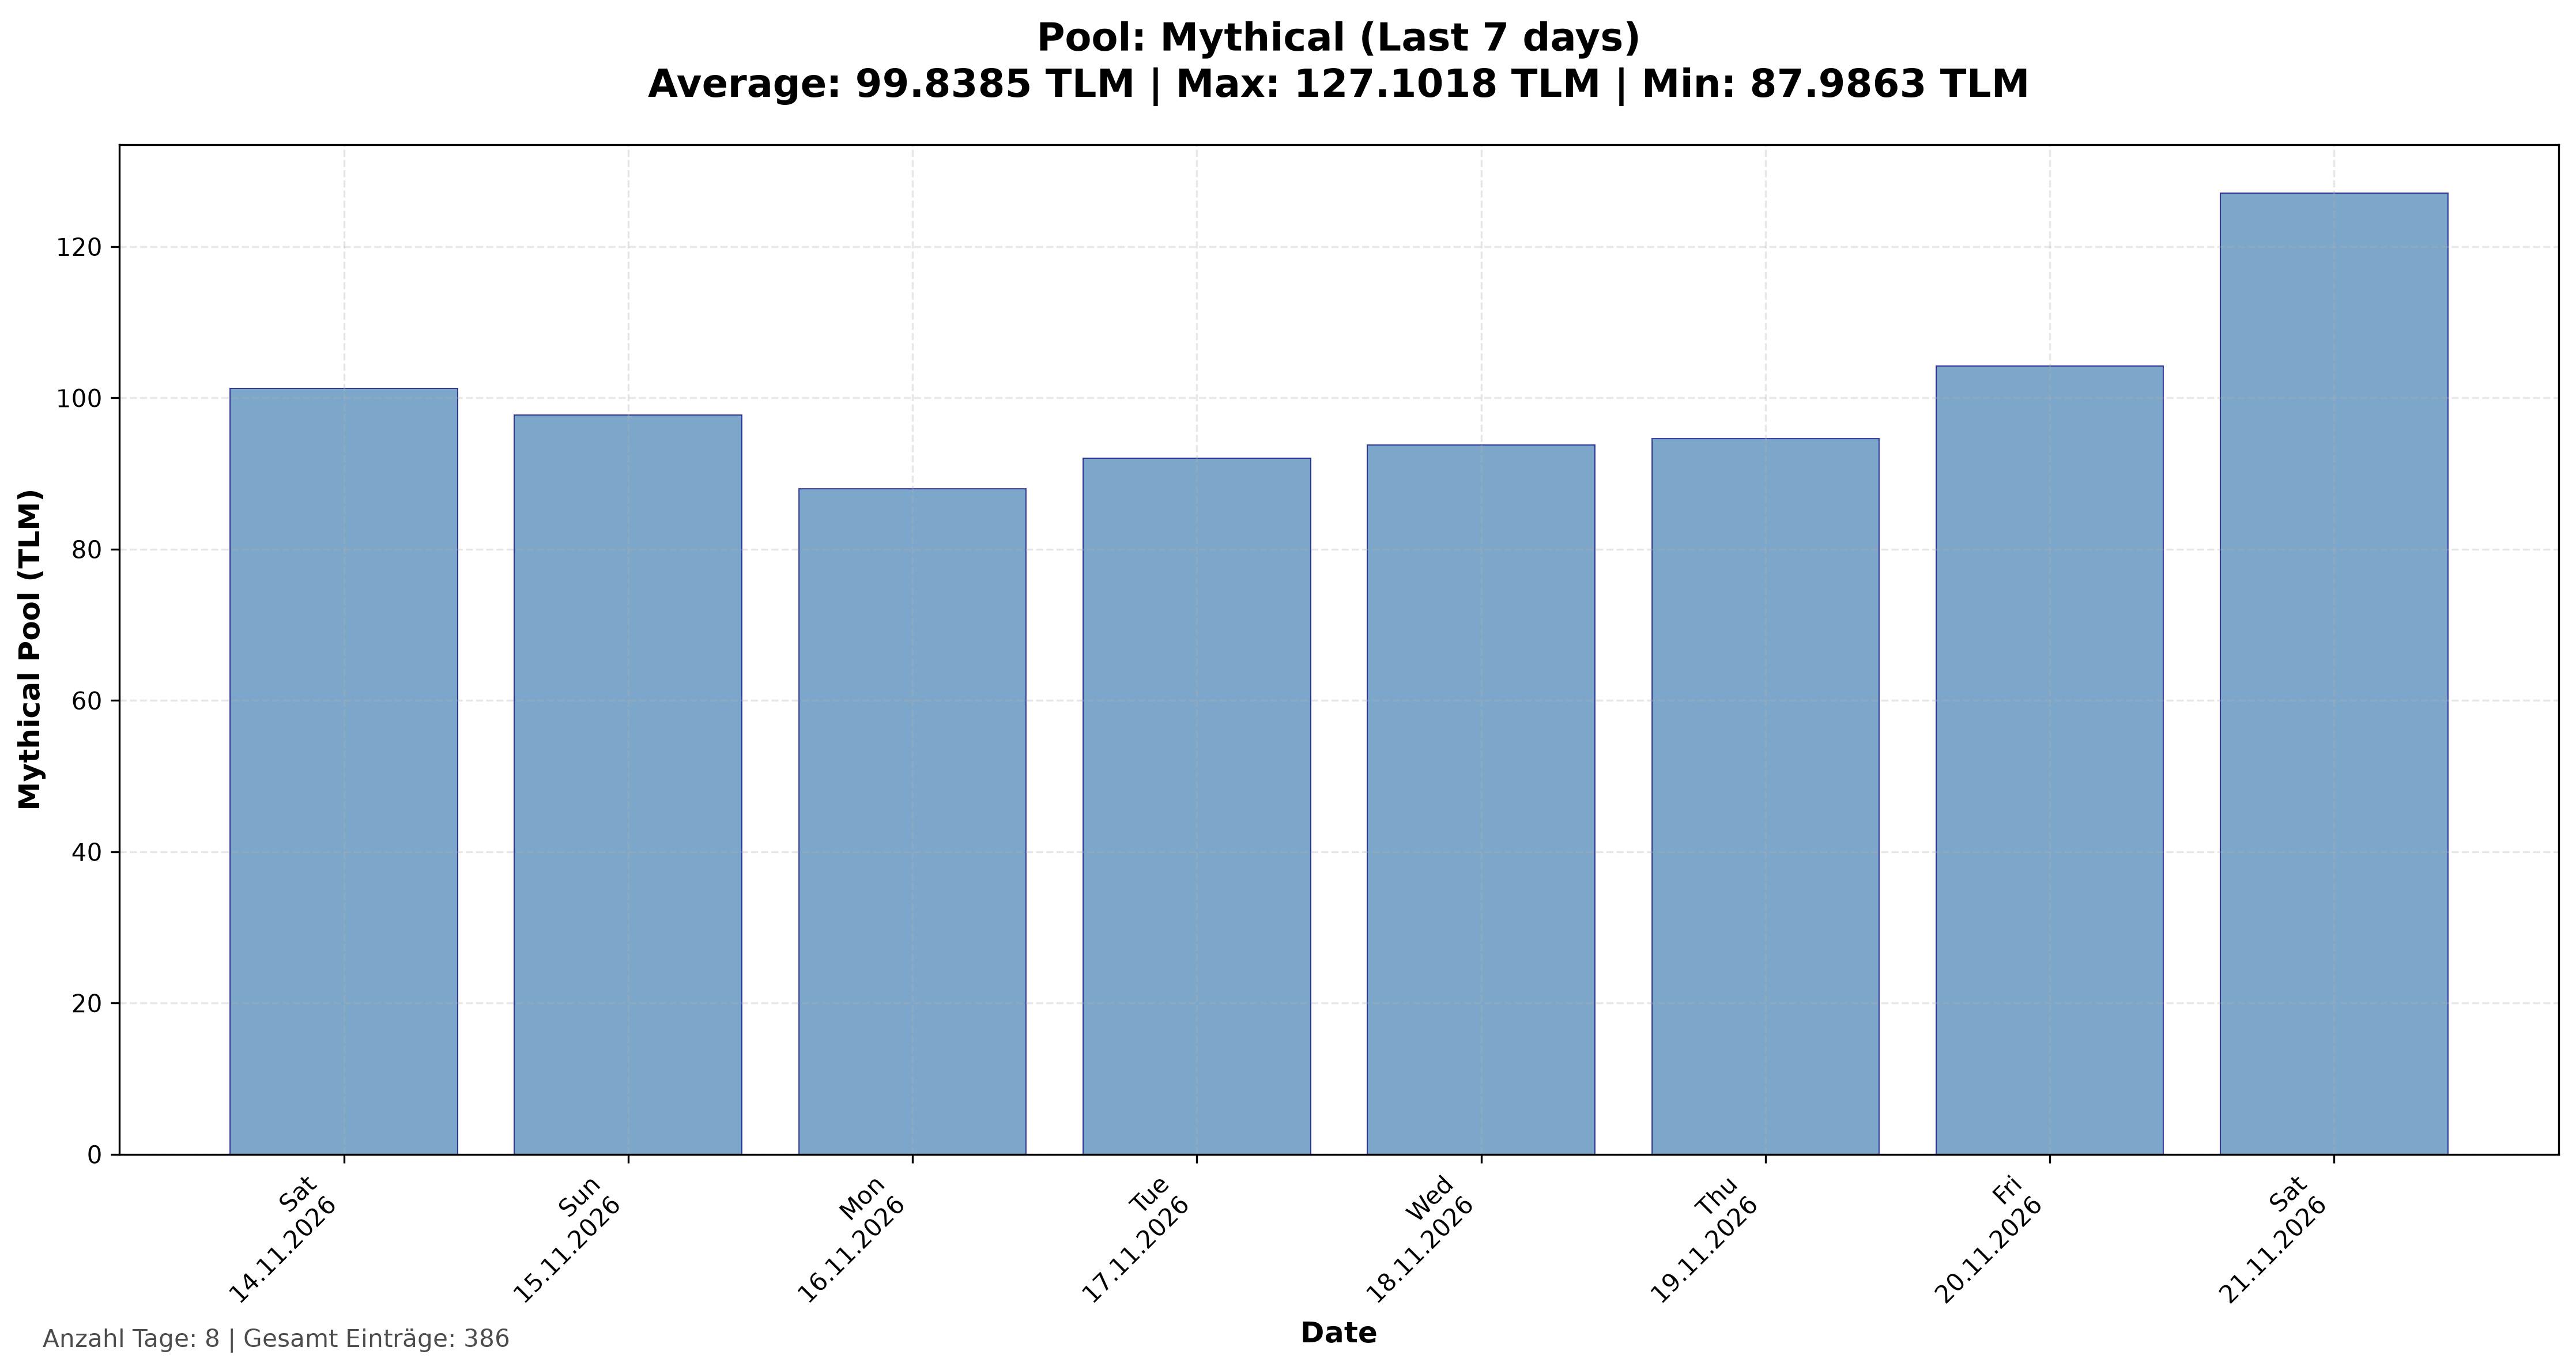 Pool: Mythical (Last 7 days)
Average: 99.8385 TLM | Max: 127.1018 TLM | Min: 87.9863 TLM
Mythical Pool (TLM)
120
100
80
60
40
20
0
Sat
14.11.2026
Sun
15.11.2026
Mon
16.11.2026
Tue
17.11.2026
Wed
18.11.2026
Thu
19.11.2026
Fri
20.11.2026
Sat
21.11.2026
Date
Anzahl Tage: 8 | Gesamt Einträge: 386